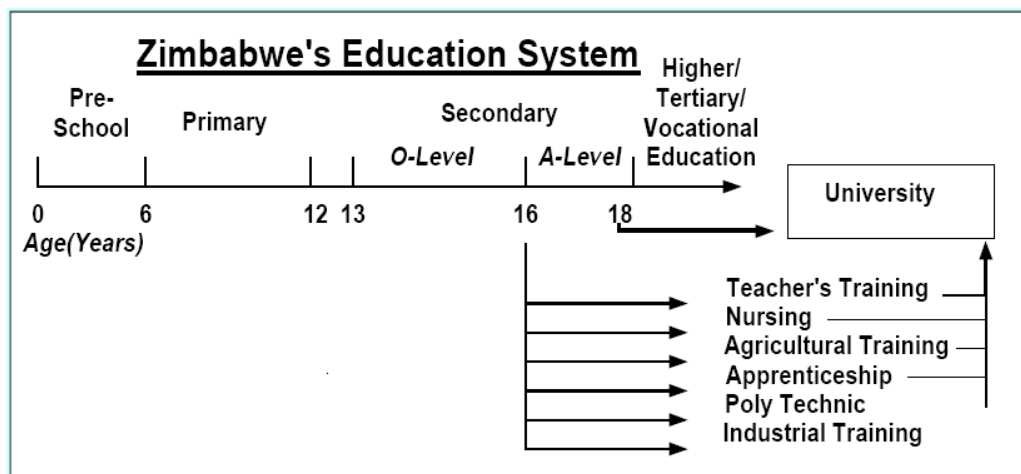 Zimbabwe's Education System
Pre-
School
Primary
Secondary
O-Level
A-Level
Higher/
Tertiary/
Vocational
Education
0
6
12
13
16
18
Age(Years)
University
Teacher's Training
Nursing
Agricultural Training
Apprenticeship
Poly Technic
Industrial Training